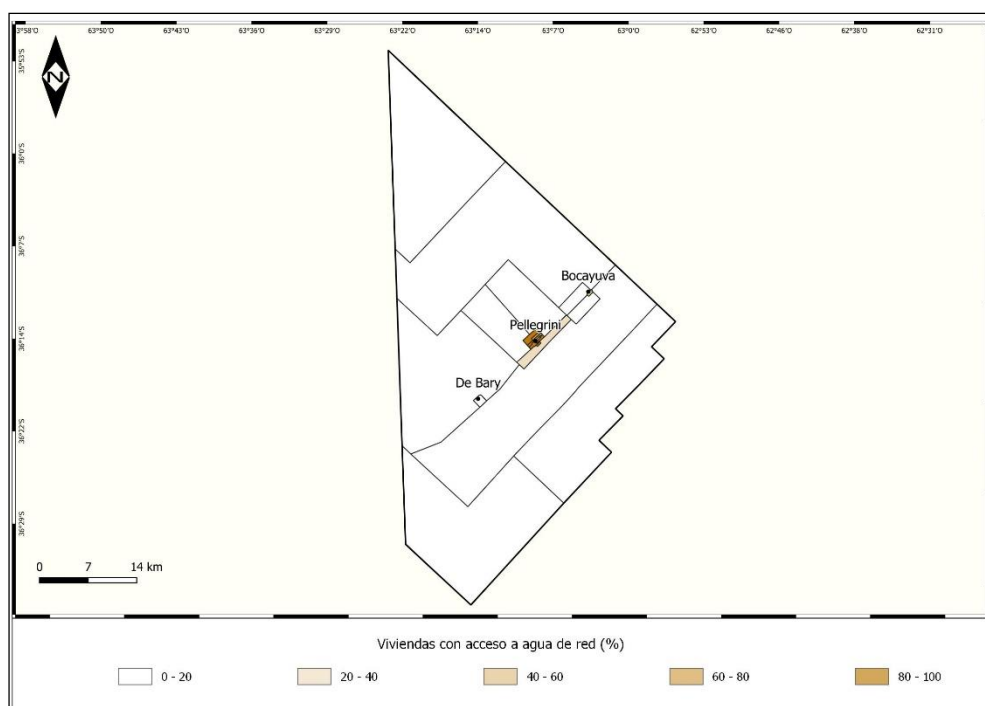 63°58'O 63°50'O 63°43'O 63°36'O 63°29'O 63°22'O 63°14'O 63°7'O 63°0'O 62°53'O 62°46'O 62°38'O 62°31'O
35°53'S
N
36°0'S
36°7'S
Bocayuva
Pellegrini
36°14'S
De Bary
36°22'S
36°29'S
0 7 14 km
Viviendas con acceso a agua de red (%)
0 - 20 20 - 40 40 - 60 60 - 80 80 - 100